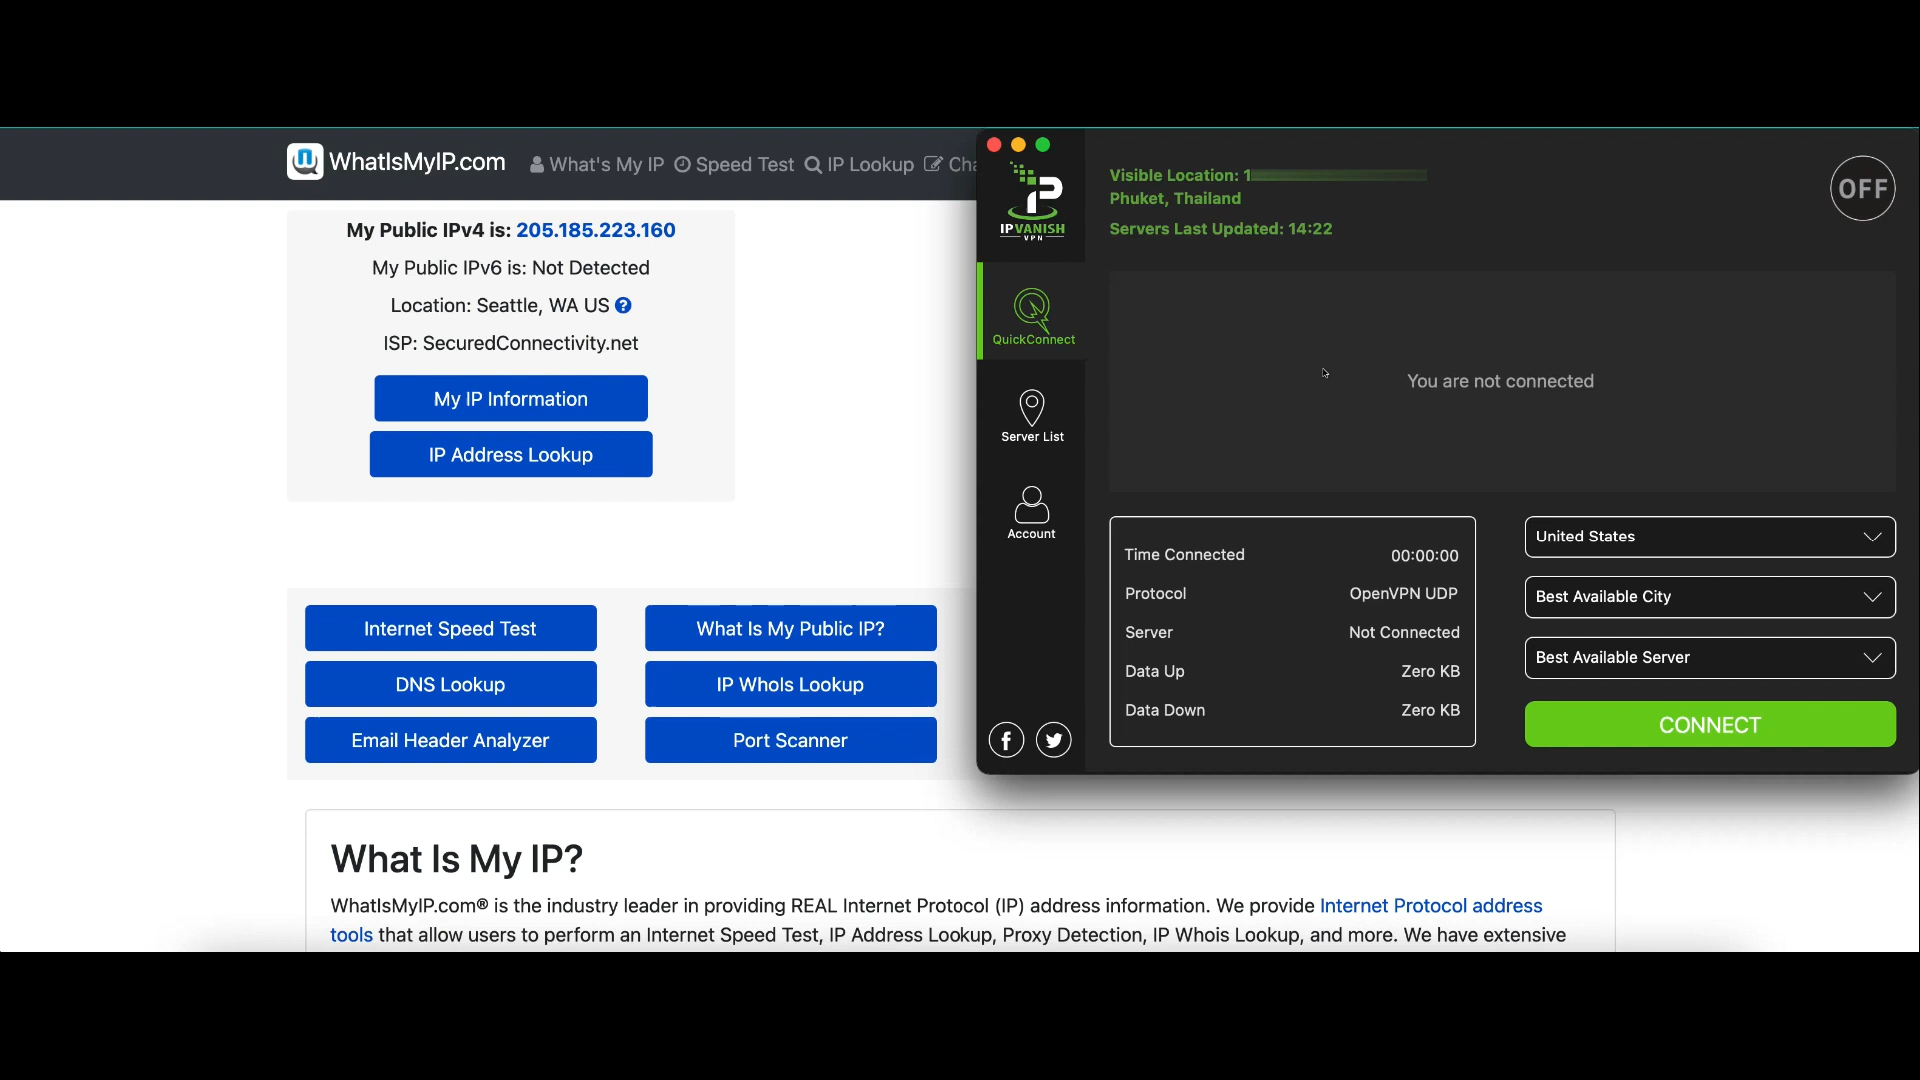 WhatIsMyIP.com
What's My IP
Speed Test
IP Lookup
My Public IPv4 is: 205.185.223.160
My Public IPv6 is: Not Detected
Location: Seattle, WA US
ISP: SecuredConnectivity.net
My IP Information
IP Address Lookup
Internet Speed Test
What Is My Public IP?
DNS Lookup
IP WhoIs Lookup
Email Header Analyzer
Port Scanner
What Is My IP?
WhatIsMyIP.com® is the industry leader in providing REAL Internet Protocol (IP) address information. We provide Internet Protocol address
tools that allow users to perform an Internet Speed Test, IP Address Lookup, Proxy Detection, IP Whois Lookup, and more. We have extensive
IPVANISH
VPN
QuickConnect
Server List
Account
Visible Location: 1
Phuket, Thailand
Servers Last Updated: 14:22
OFF
You are not connected
Time Connected 00:00:00
Protocol OpenVPN UDP
Server Not Connected
Data Up Zero KB
Data Down Zero KB
United States
Best Available City
Best Available Server
CONNECT